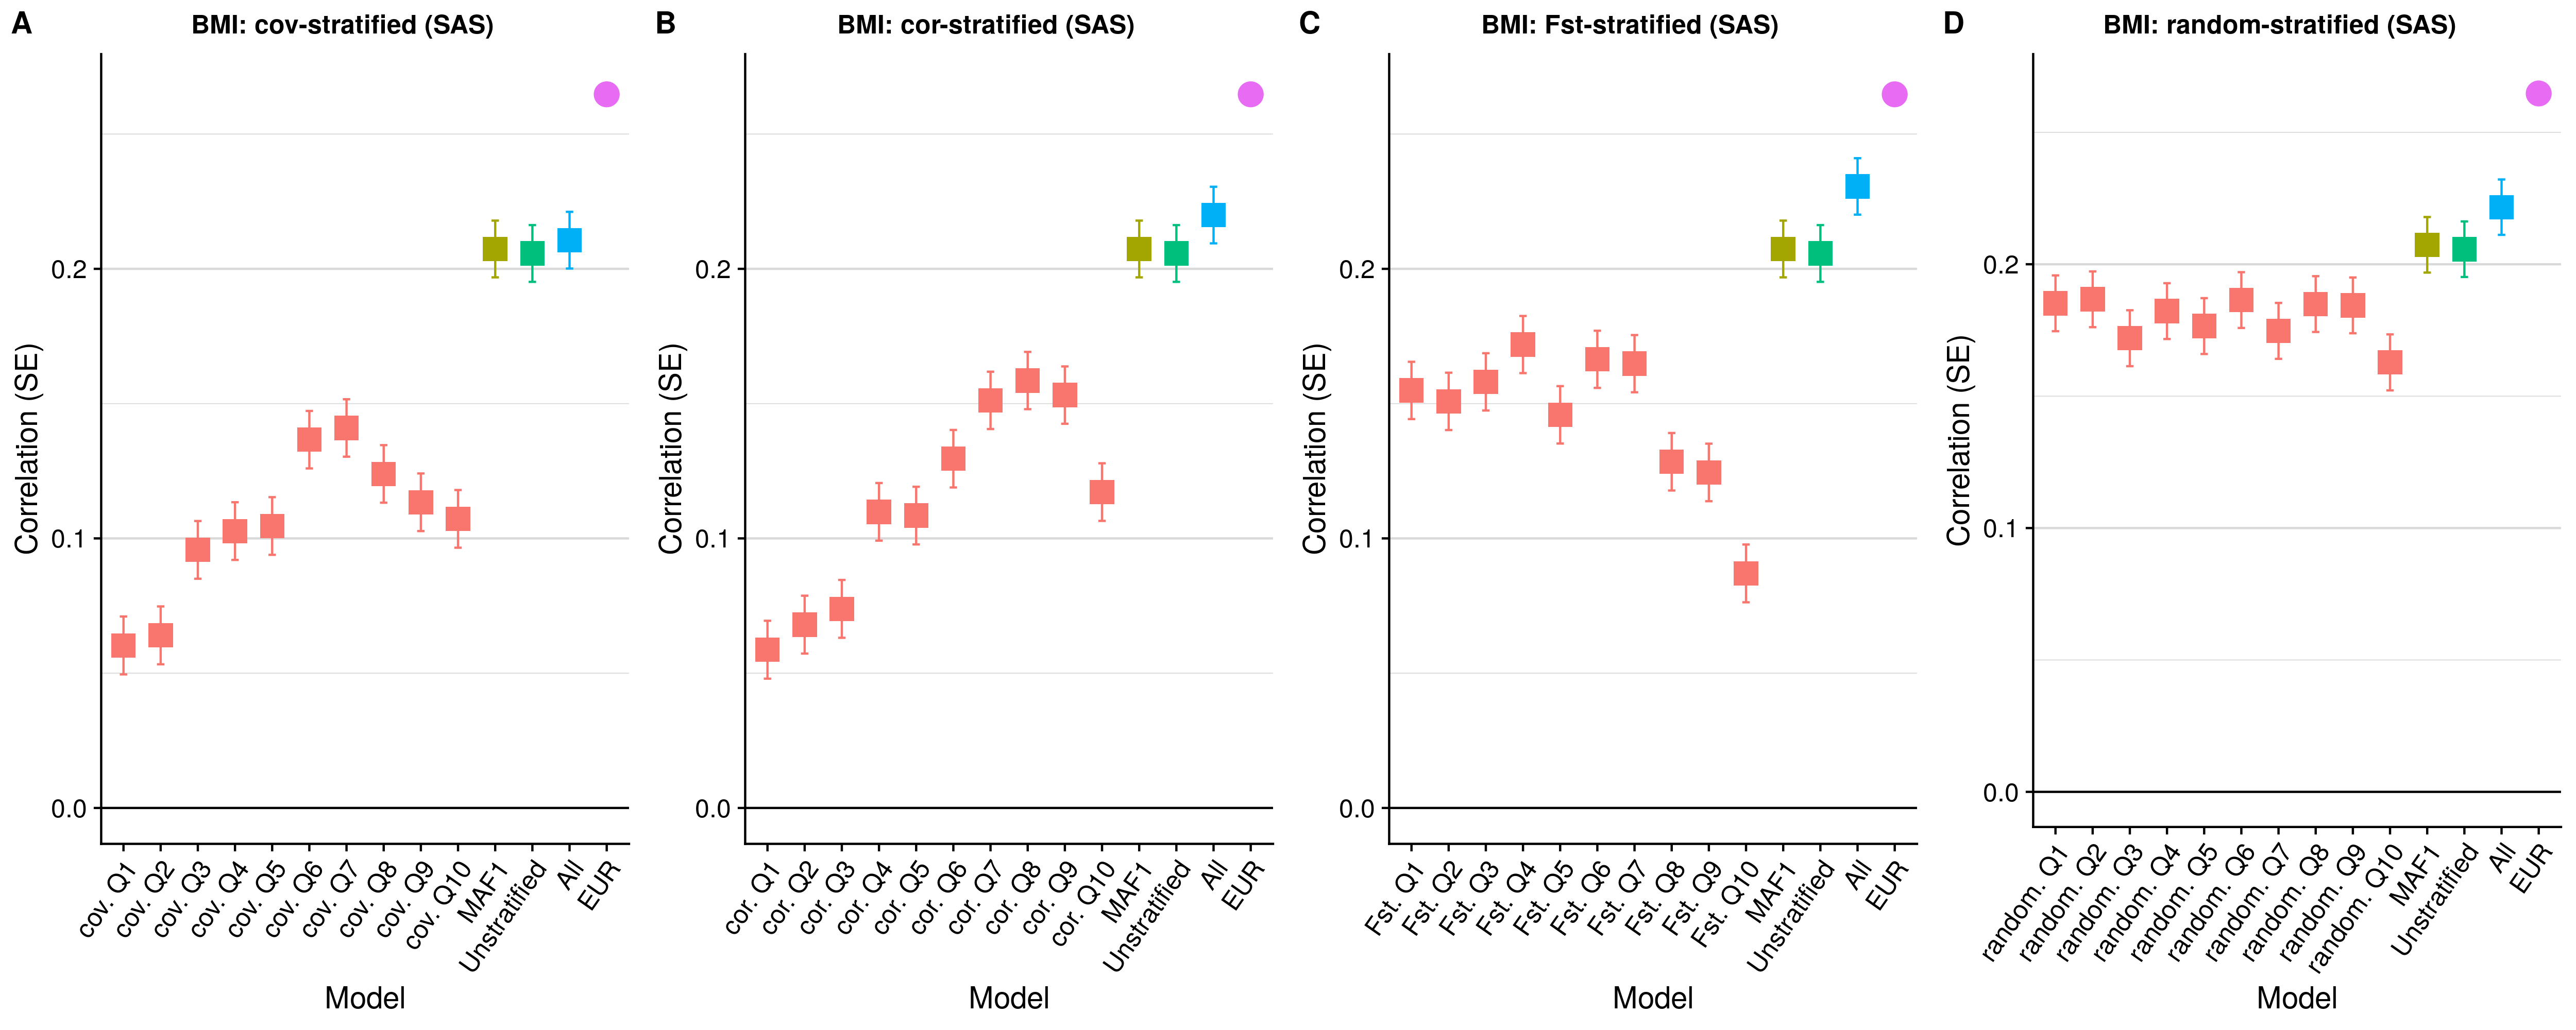 A
BMI: cov-stratified (SAS)
Correlation (SE)
0.2
0.1
0.0
cov. Q1
cov. Q2
cov. Q3
cov. Q4
cov. Q5
cov. Q6
cov. Q7
cov. Q8
cov. Q9
cov. Q10
MAF1
Unstratified
All
EUR
Model
B
BMI: cor-stratified (SAS)
Correlation (SE)
0.2
0.1
0.0
cor. Q1
cor. Q2
cor. Q3
cor. Q4
cor. Q5
cor. Q6
cor. Q7
cor. Q8
cor. Q9
cor. Q10
MAF1
Unstratified
All
EUR
Model
C
BMI: Fst-stratified (SAS)
Correlation (SE)
0.2
0.1
0.0
Fst. Q1
Fst. Q2
Fst. Q3
Fst. Q4
Fst. Q5
Fst. Q6
Fst. Q7
Fst. Q8
Fst. Q9
Fst. Q10
MAF1
Unstratified
All
EUR
Model
D
BMI: random-stratified (SAS)
Correlation (SE)
0.2
0.1
0.0
random. Q1
random. Q2
random. Q3
random. Q4
random. Q5
random. Q6
random. Q7
random. Q8
random. Q9
random. Q10
MAF1
Unstratified
All
EUR
Model